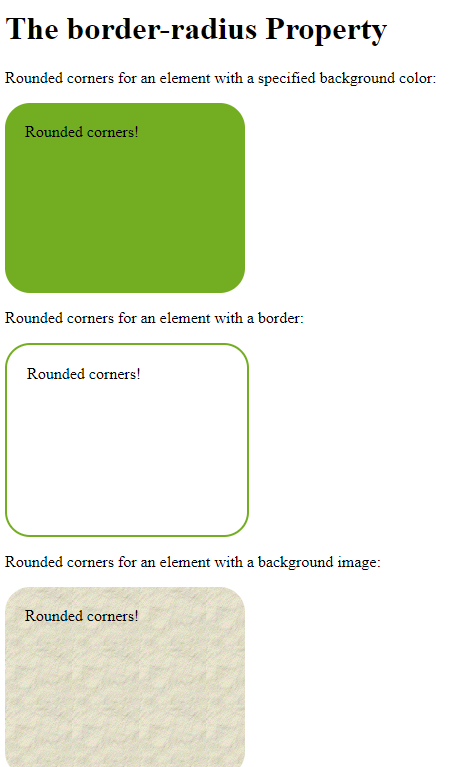 The border-radius Property
Rounded corners for an element with a specified background color:
Rounded corners!
Rounded corners for an element with a border:
Rounded corners!
Rounded corners for an element with a background image:
Rounded corners!